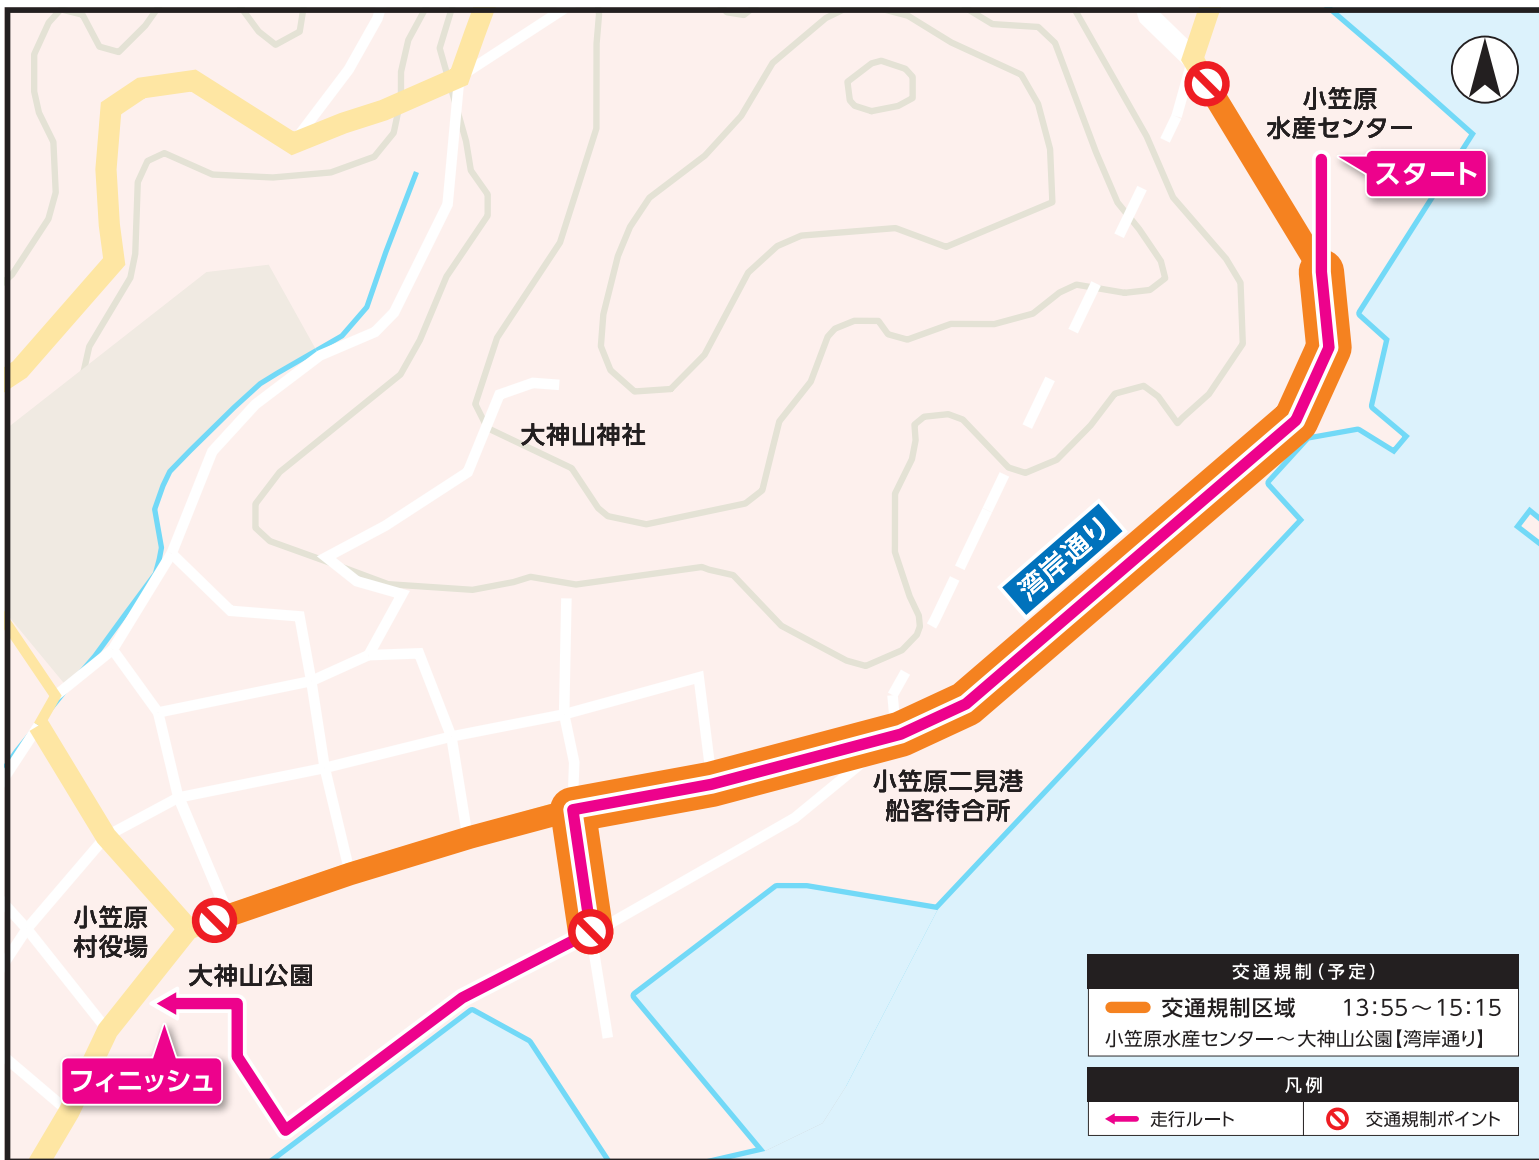 小笠原
水産センター
スタート
大神山神社
湾岸通り
小笠原二見港
船客待合所
小笠原
村役場
大神山公園
フィニッシュ
交通規制（予定）
交通規制区域 13:55～15:15
小笠原水産センター～大神山公園【湾岸通り】
凡例
走行ルート
交通規制ポイント